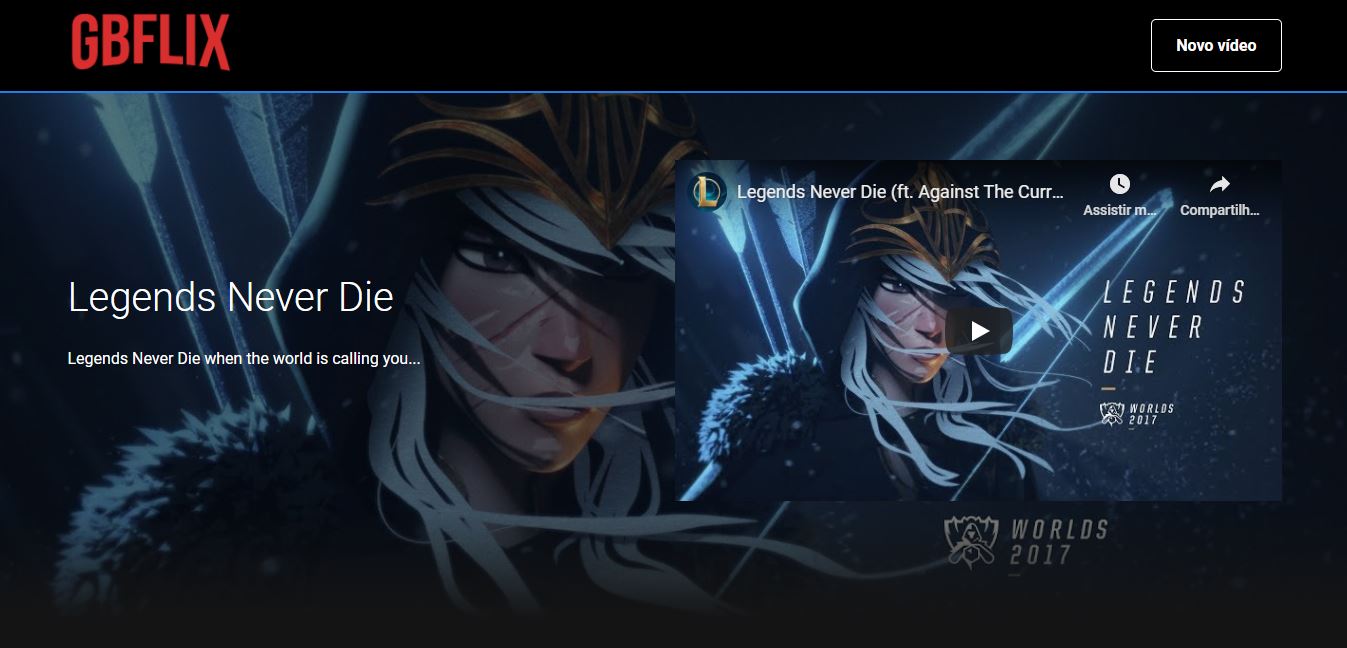 GBFLIX
Novo vídeo
Legends Never Die
Legends Never Die when the world is calling you...
Legends Never Die (ft. Against The Curr...
Assistir m...
Compartilh...
LEGENDS
NEVER
DIE
WORLDS
2017
WORLDS
2017